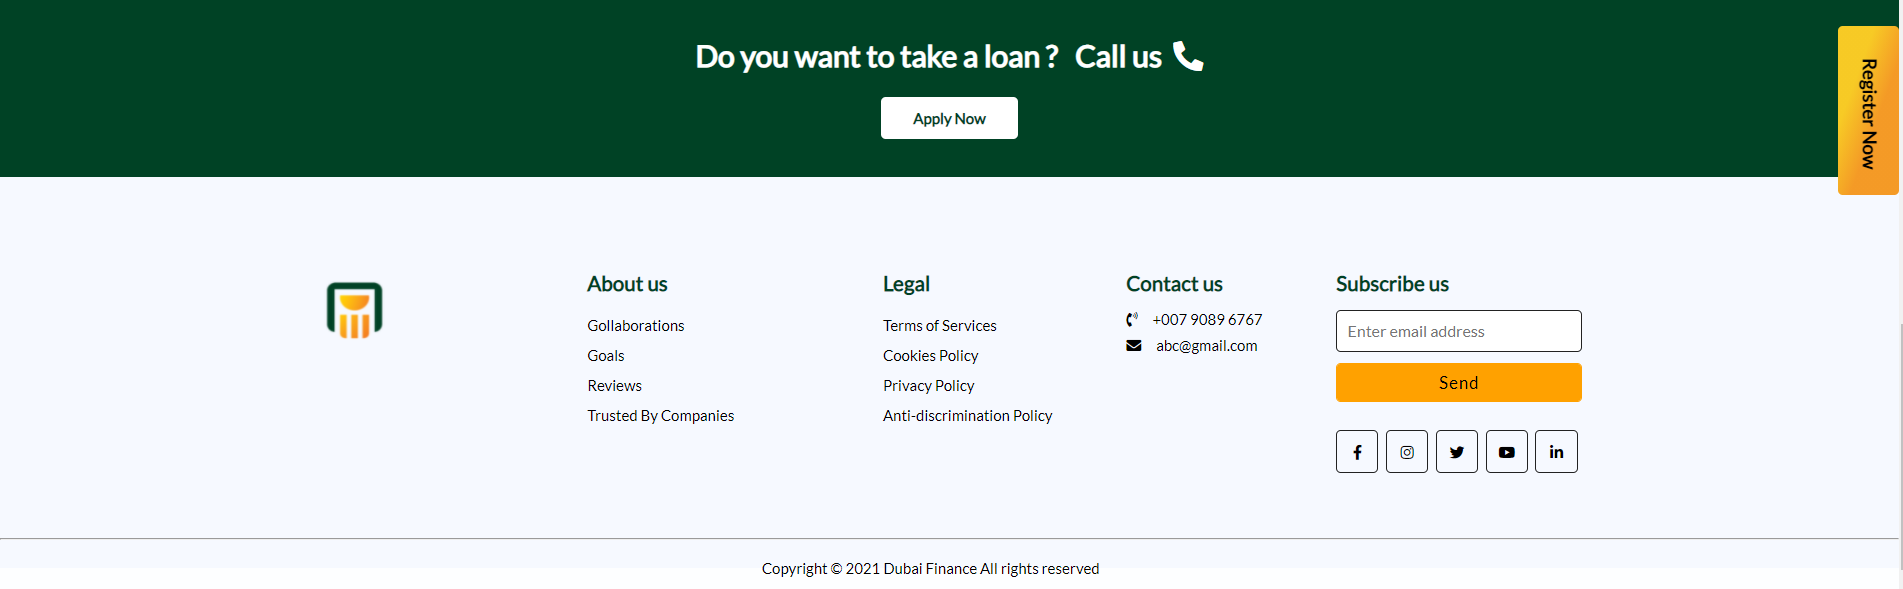 Do you want to take a loan ? Call us
Apply Now
Register Now
About us
Gollaborations
Goals
Reviews
Trusted By Companies
Legal
Terms of Services
Cookies Policy
Privacy Policy
Anti-discrimination Policy
Contact us
+007 9089 6767
abc@gmail.com
Subscribe us
Enter email address
Send
Copyright © 2021 Dubai Finance All rights reserved